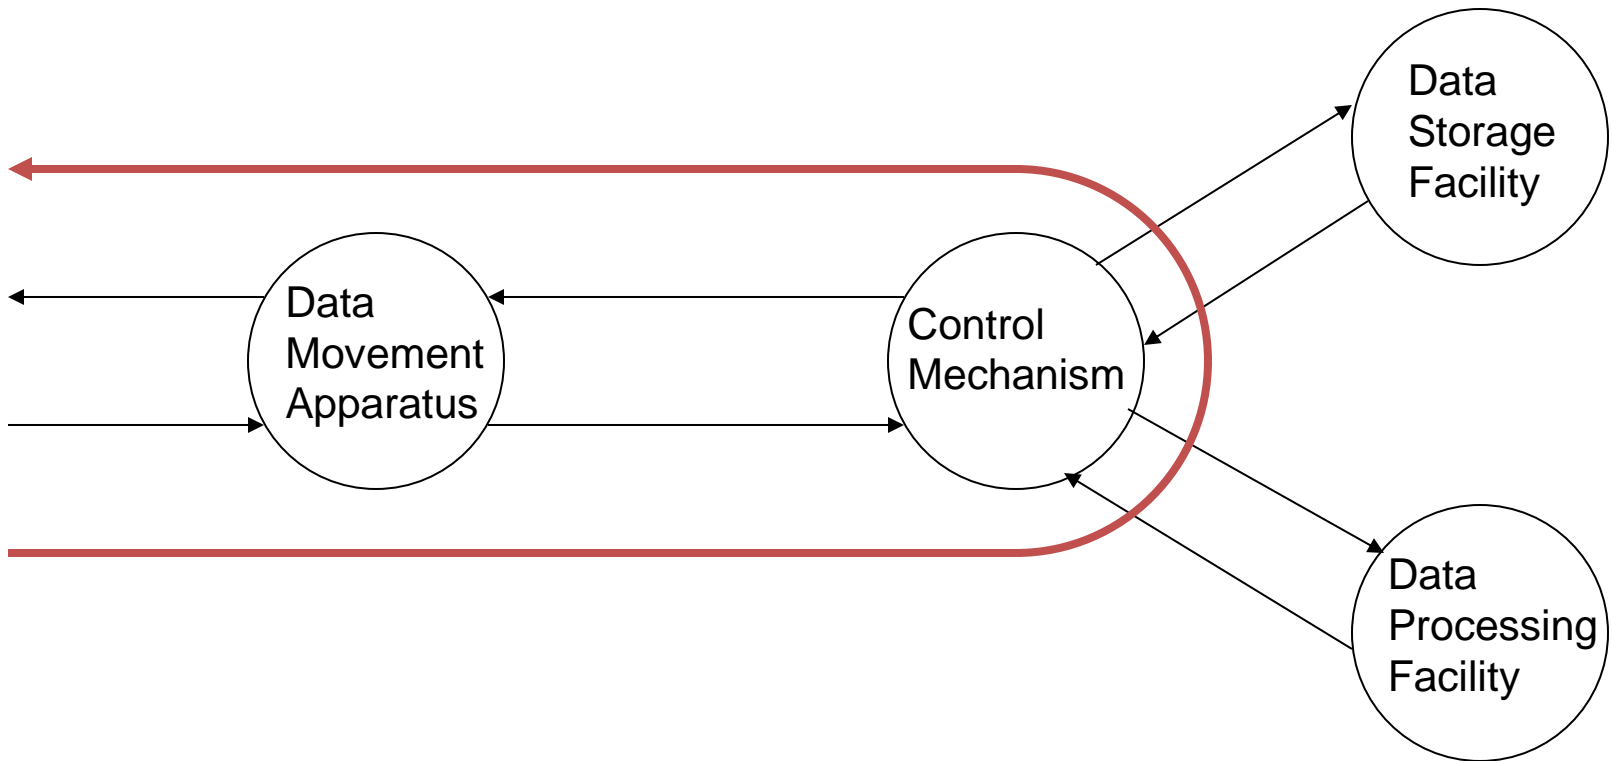 Data
Storage
Facility
Data
Movement
Apparatus
Control
Mechanism
Data
Processing
Facility